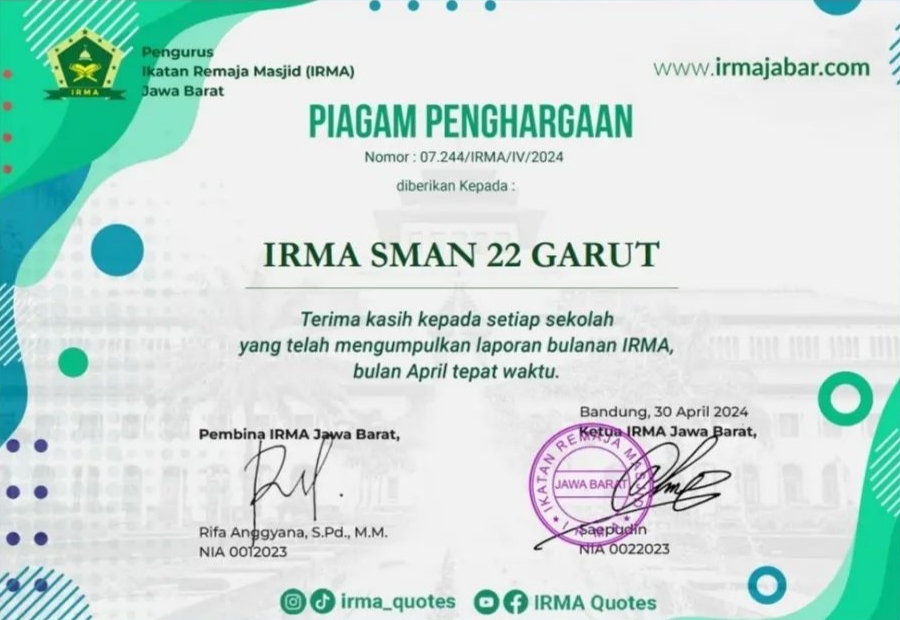 IRMA
Pengurus
Ikatan Remaja Masjid (IRMA)
Jawa Barat
www.irmajabar.com
PIAGAM PENGHARGAAN
Nomor : 07.244/IRMA/IV/2024
diberikan Kepada :
IRMA SMAN 22 GARUT
Terima kasih kepada setiap sekolah
yang telah mengumpulkan laporan bulanan IRMA,
bulan April tepat waktu.
Pembina IRMA Jawa Barat,
Rifa Anggyana, S.Pd., M.M.
NIA 0012023
Bandung, 30 April 2024
Ketua IRMA Jawa Barat,
IKATAN REMAJA MASJID
JAWA BARAT
IRMA
Saepudin
NIA 0022023
irma_quotes
IRMA Quotes